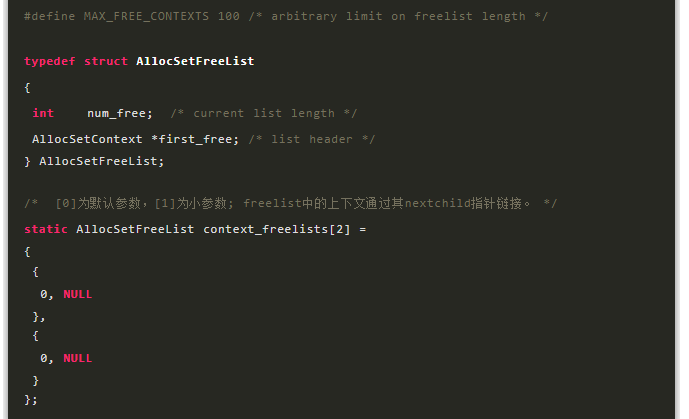 #define MAX_FREE_CONTEXTS 100 /* arbitrary limit on freelist length */
typedef struct AllocSetFreeList
{
int num_free; /* current list length */
AllocSetContext *first_free; /* list header */
} AllocSetFreeList;
/* [0]为默认参数，[1]为小参数; freelist中的上下文通过其nextchild指针链接。 */
static AllocSetFreeList context_freelists[2] =
{
{
0, NULL
},
{
0, NULL
}
};